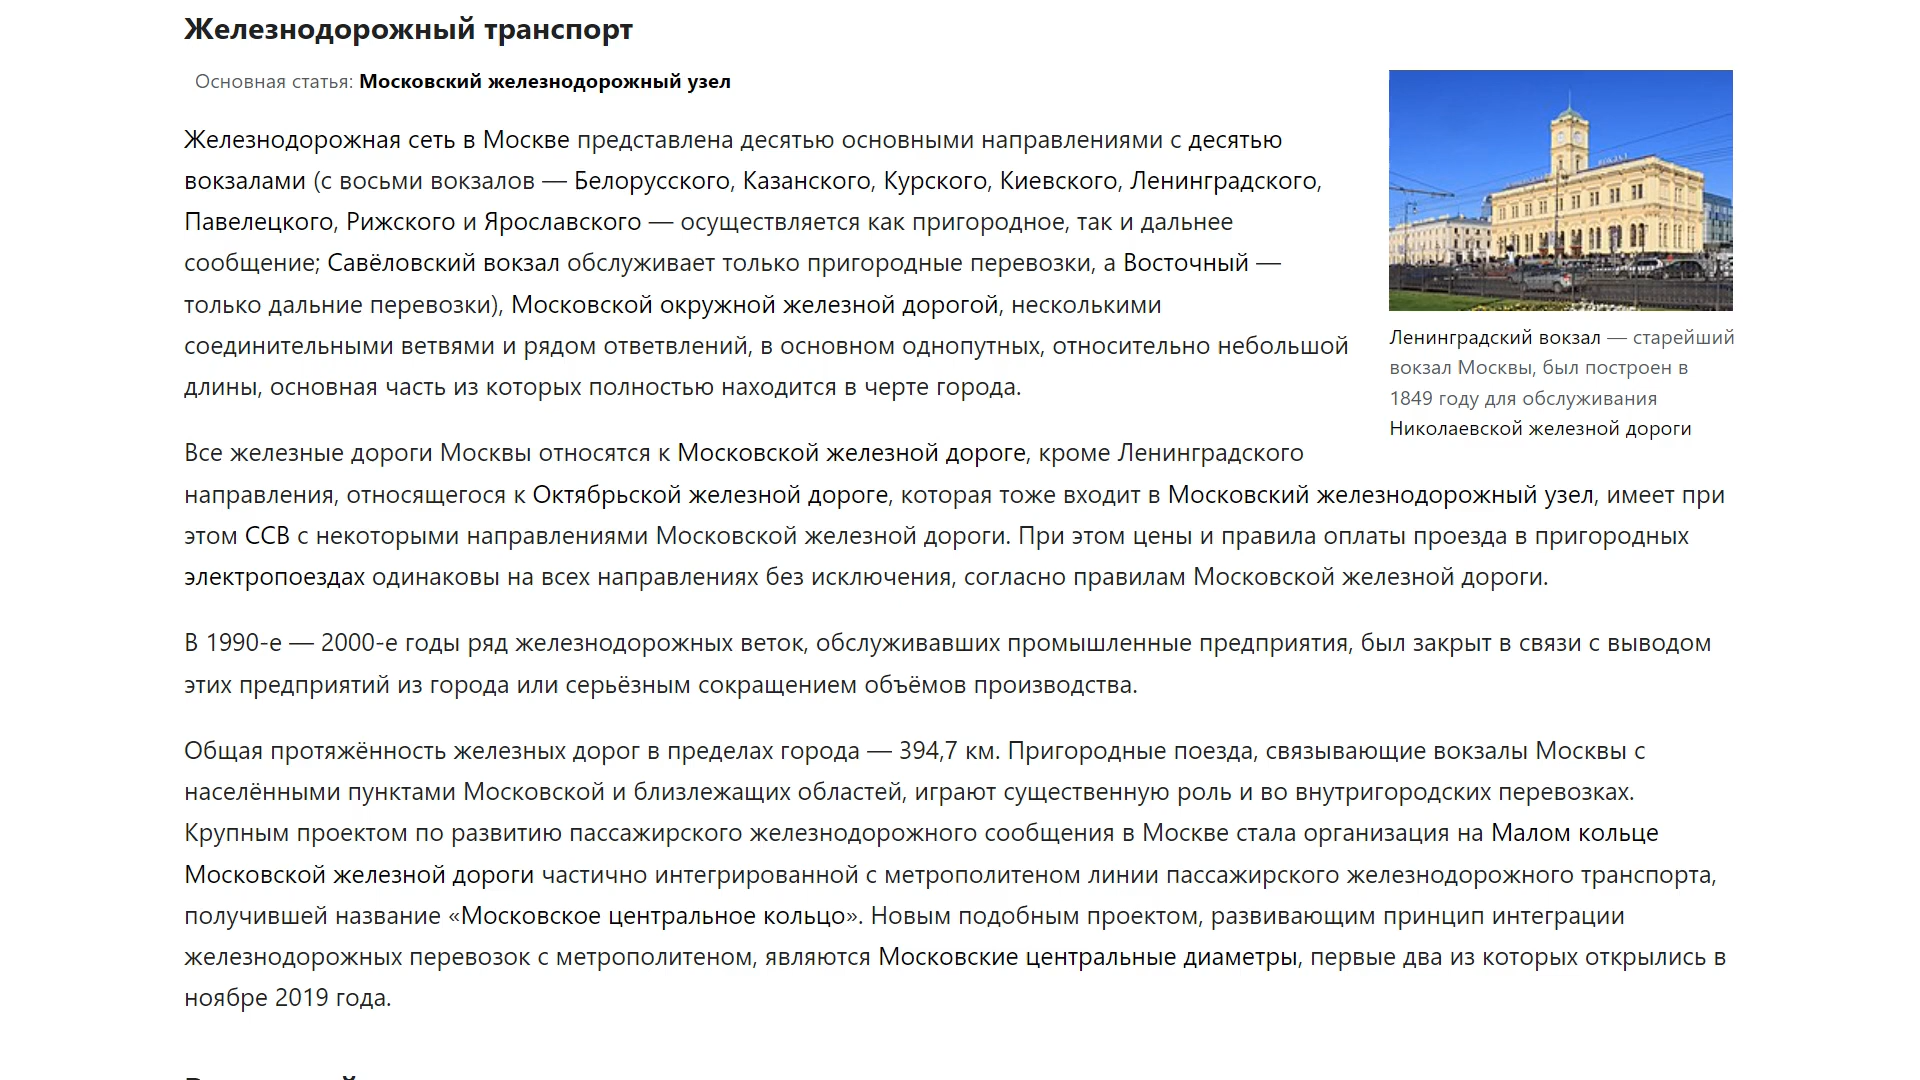 Железнодорожный транспорт
Основная статья: Московский железнодорожный узел
Железнодорожная сеть в Москве представлена десятью основными направлениями с десятью
вокзалами (с восьми вокзалов — Белорусского, Казанского, Курского, Киевского, Ленинградского,
Павелецкого, Рижского и Ярославского — осуществляется как пригородное, так и дальнее
сообщение; Савёловский вокзал обслуживает только пригородные перевозки, а Восточный —
только дальние перевозки), Московской окружной железной дорогой, несколькими
соединительными ветвями и рядом ответвлений, в основном однопутных, относительно небольшой
длины, основная часть из которых полностью находится в черте города.
Ленинградский вокзал — старейший
вокзал Москвы, был построен в
1849 году для обслуживания
Николаевской железной дороги
Все железные дороги Москвы относятся к Московской железной дороге, кроме Ленинградского
направления, относящегося к Октябрьской железной дороге, которая тоже входит в Московский железнодорожный узел, имеет при
этом ССВ с некоторыми направлениями Московской железной дороги. При этом цены и правила оплаты проезда в пригородных
электропоездах одинаковы на всех направлениях без исключения, согласно правилам Московской железной дороги.
В 1990-е — 2000-е годы ряд железнодорожных веток, обслуживавших промышленные предприятия, был закрыт в связи с выводом
этих предприятий из города или серьёзным сокращением объёмов производства.
Общая протяжённость железных дорог в пределах города — 394,7 км. Пригородные поезда, связывающие вокзалы Москвы с
населёнными пунктами Московской и близлежащих областей, играют существенную роль и во внутригородских перевозках.
Крупным проектом по развитию пассажирского железнодорожного сообщения в Москве стала организация на Малом кольце
Московской железной дороги частично интегрированной с метрополитеном линии пассажирского железнодорожного транспорта,
получившей название «Московское центральное кольцо». Новым подобным проектом, развивающим принцип интеграции
железнодорожных перевозок с метрополитеном, являются Московские центральные диаметры, первые два из которых открылись в
ноябре 2019 года.